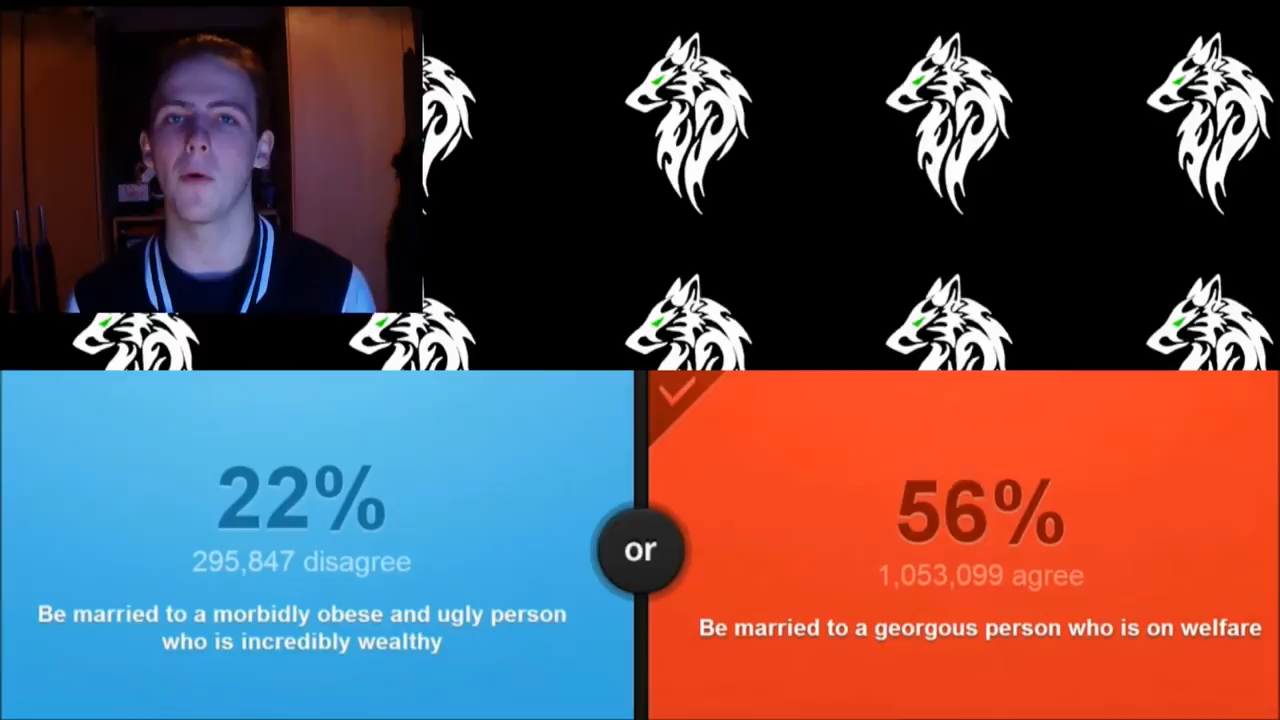 22%
295,847 disagree
Be married to a morbidly obese and ugly person
who is incredibly wealthy
or
56%
1,053,099 agree
Be married to a georgous person who is on welfare